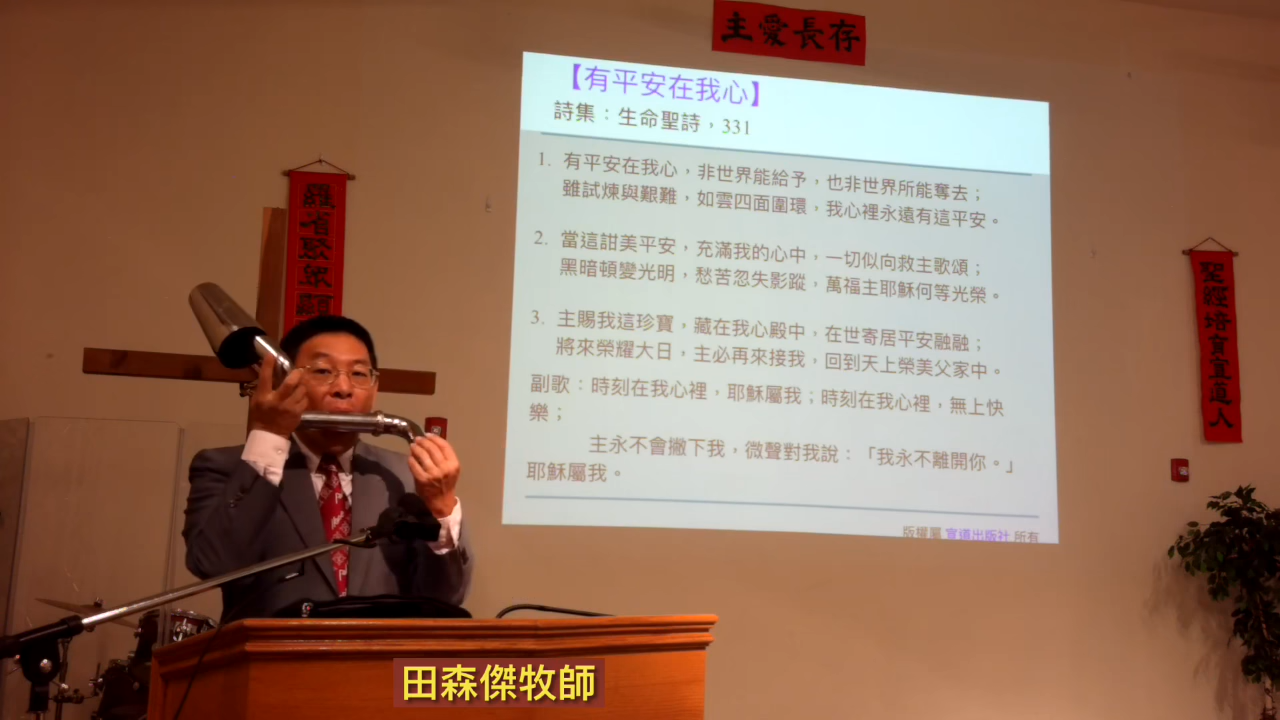 主愛長存
【有平安在我心】
詩集：生命聖詩，331
1. 有平安在我心，非世界能給予，也非世界所能奪去；
雖試煉與艱難，如雲四面圍環，我心裡永遠有這平安。
2. 當這甜美平安，充滿我的心中，一切似向救主歌頌；
黑暗頓變光明，愁苦忽失影蹤，萬福主耶穌何等光榮。
3. 主賜我這珍寶，藏在我心殿中，在世寄居平安融融；
將來榮耀大日，主必再來接我，回到天上榮美父家中。
副歌：時刻在我心裡，耶穌屬我；時刻在我心裡，無上快
樂；
主永不會撇下我，微聲對我說：「我永不離開你。」
耶穌屬我。
版權屬 宣道出版社 所有
羅省聚眾顯
聖經培育宣道人
田森傑牧師